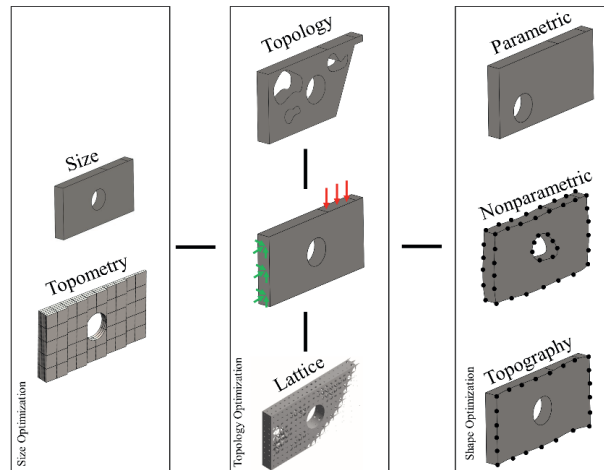 Size
Topometry
Size Optimization
Topology
Lattice
Topology Optimization
Parametric
Nonparametric
Topography
Shape Optimization